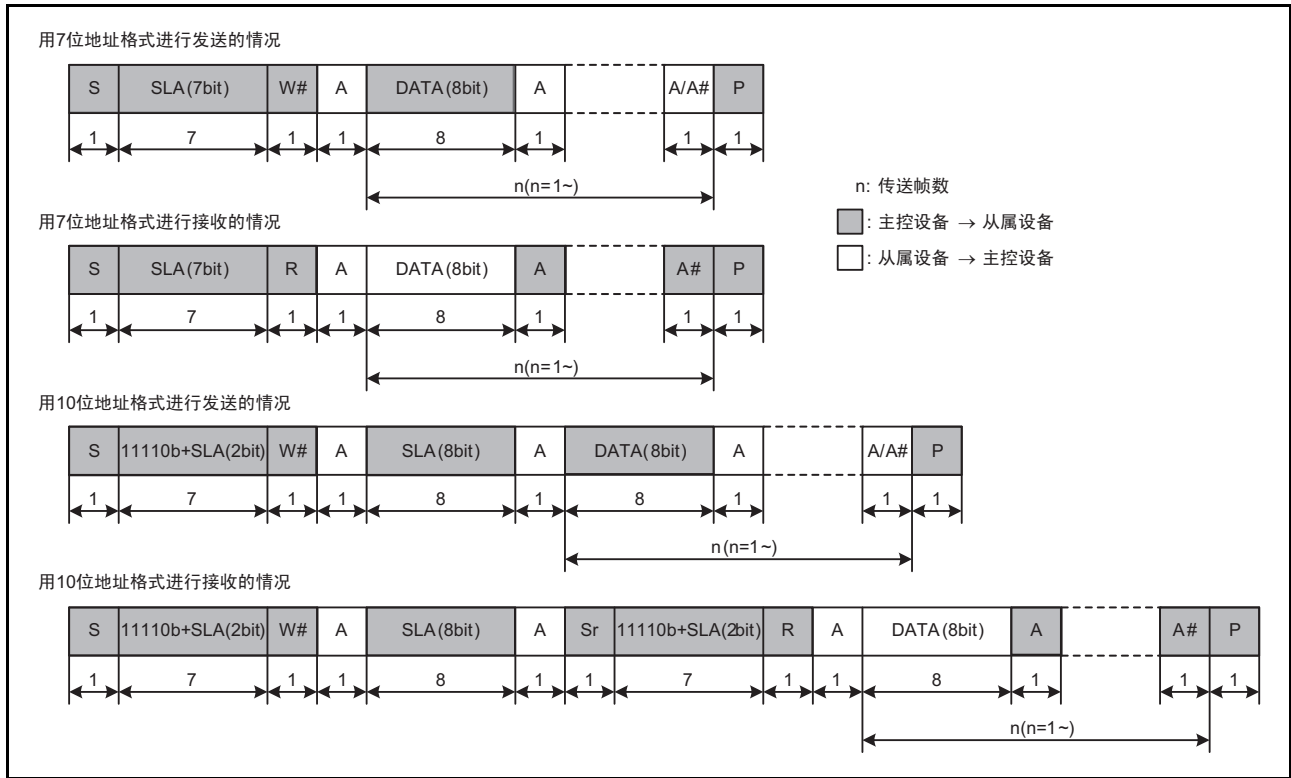 用7位地址格式进行发送的情况
S SLA(7bit) W# A DATA(8bit) A A/A# P
1 7 1 1 8 1 1 1
n(n=1~)
n: 传送帧数
: 主控设备 → 从属设备
: 从属设备 → 主控设备
用7位地址格式进行接收的情况
S SLA(7bit) R A DATA(8bit) A A# P
1 7 1 1 8 1 1 1
n(n=1~)
用10位地址格式进行发送的情况
S 11110b+SLA(2bit) W# A SLA(8bit) A DATA(8bit) A A/A# P
1 7 1 1 8 1 8 1 1 1
n(n=1~)
用10位地址格式进行接收的情况
S 11110b+SLA(2bit) W# A SLA(8bit) A Sr 11110b+SLA(2bit) R A DATA(8bit) A A# P
1 7 1 1 8 1 1 7 1 1 8 1 1 1
n(n=1~)